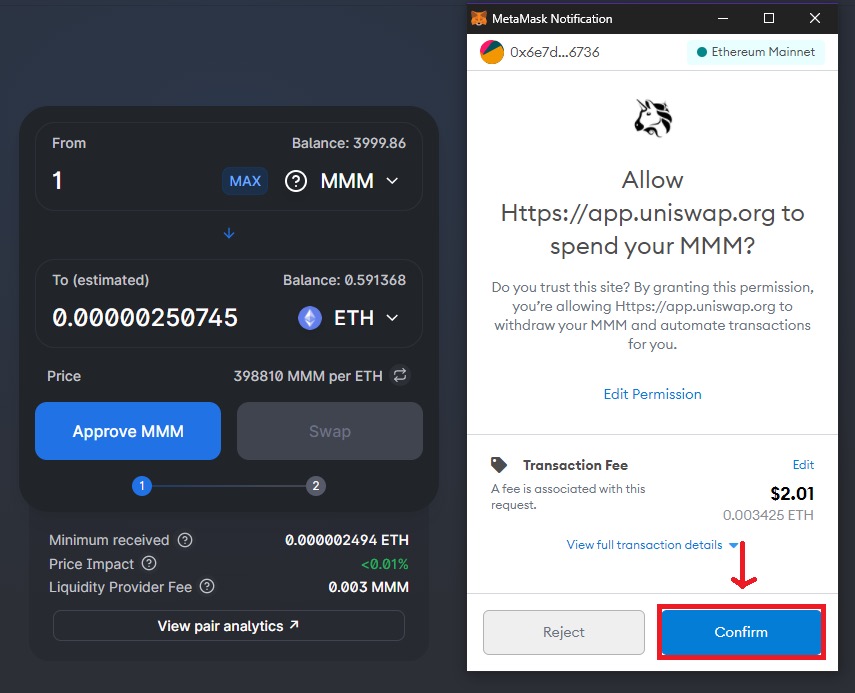 From
Balance: 3999.86
1
MAX
MMM
To (estimated)
Balance: 0.591368
0.00000250745
ETH
Price
398810 MMM per ETH
Approve MMM
Swap
1
2
Minimum received
0.000002494 ETH
Price Impact
<0.01%
Liquidity Provider Fee
0.003 MMM
View pair analytics ↗
MetaMask Notification
0x6e7d...6736
Ethereum Mainnet
Allow
Https://app.uniswap.org to
spend your MMM?
Do you trust this site? By granting this permission,
you’re allowing Https://app.uniswap.org to
withdraw your MMM and automate transactions
for you.
Edit Permission
Transaction Fee
Edit
A fee is associated with this
request.
$2.01
0.003425 ETH
View full transaction details
Reject
Confirm